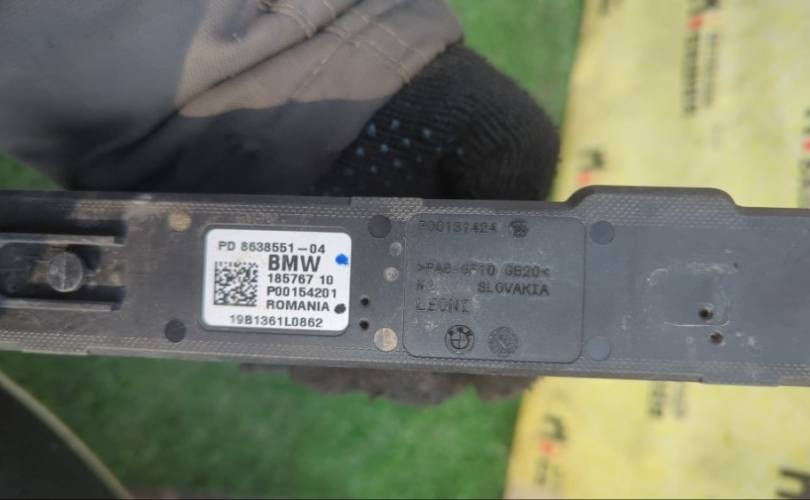 PD 8638551-04
BMW
185767 10
P00154201
ROMANIA
19B1361L0862
P00131424
>PA6-GF10 GB20<
SLOVAKIA
LEONI